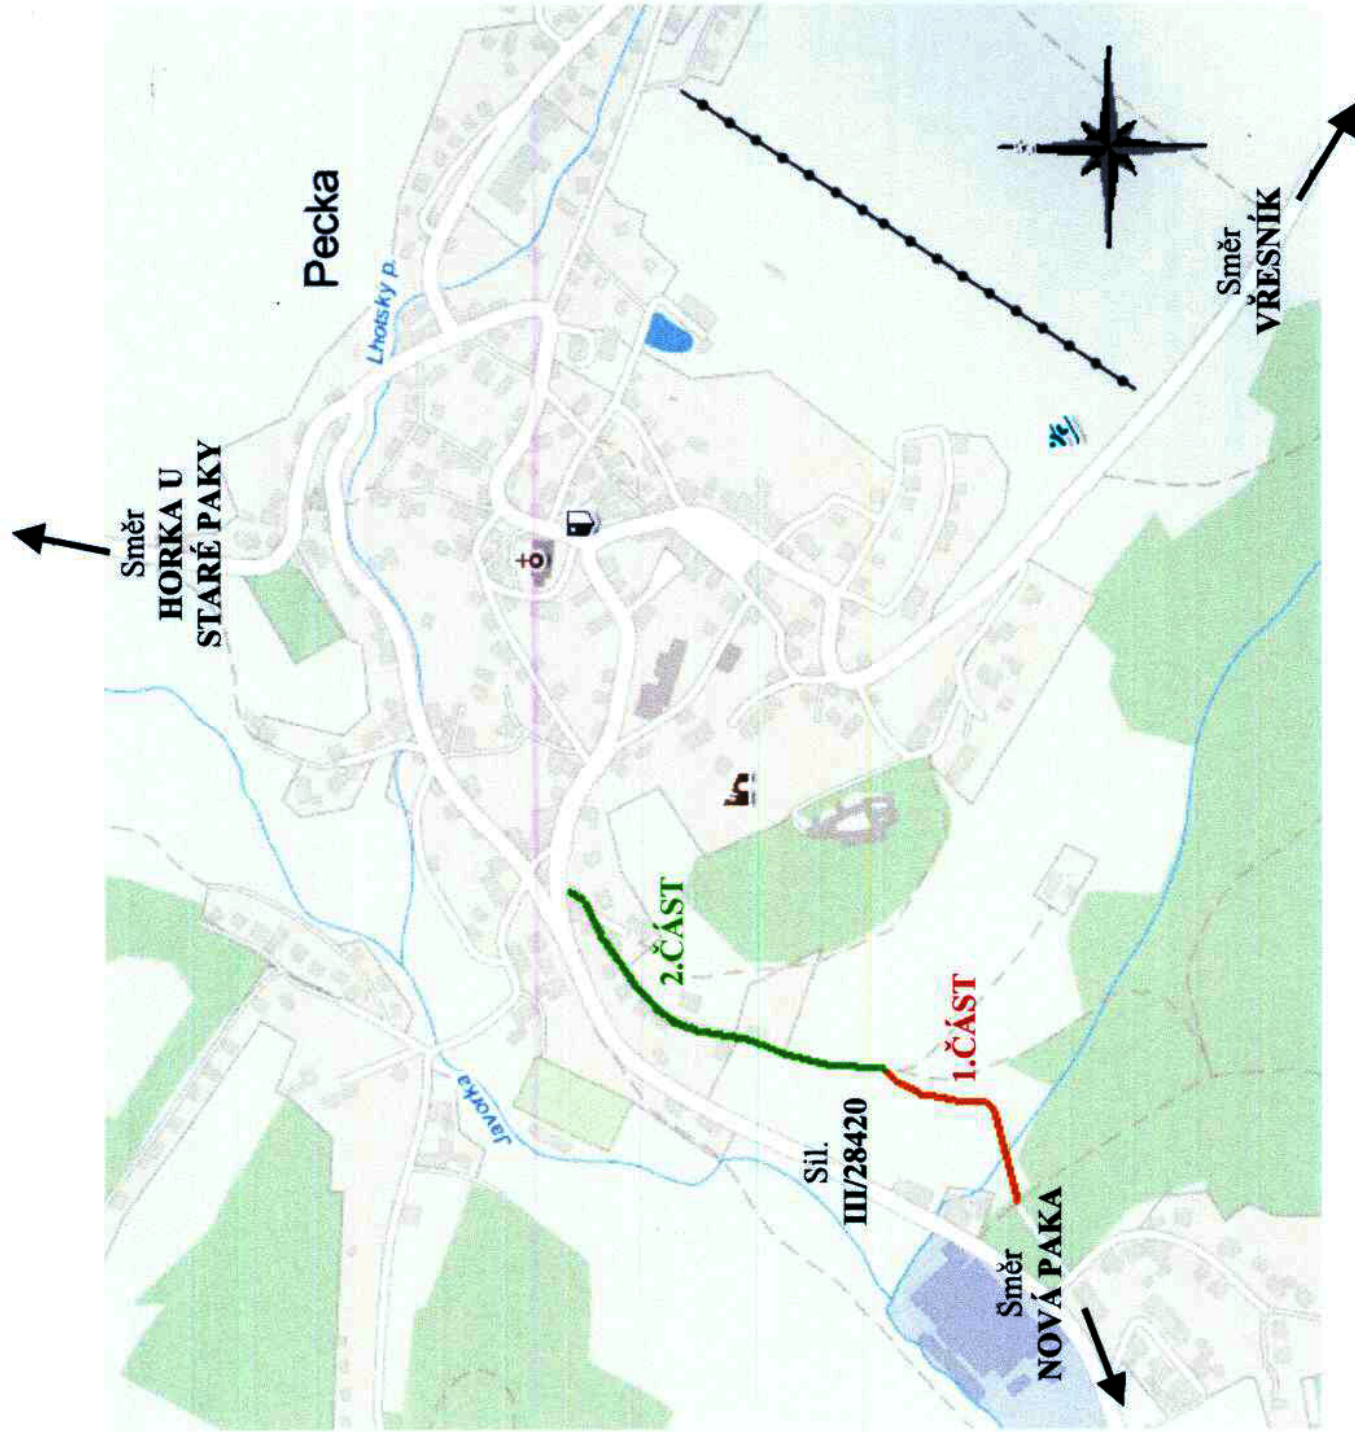 Směr
HORKA U
STARÉ PAKY
Pecka
Lhotský p.
Směr
VŘESNÍK
2.ČÁST
1.ČÁST
Javorka
Sil.
III/28420
Směr
NOVÁ PAKA